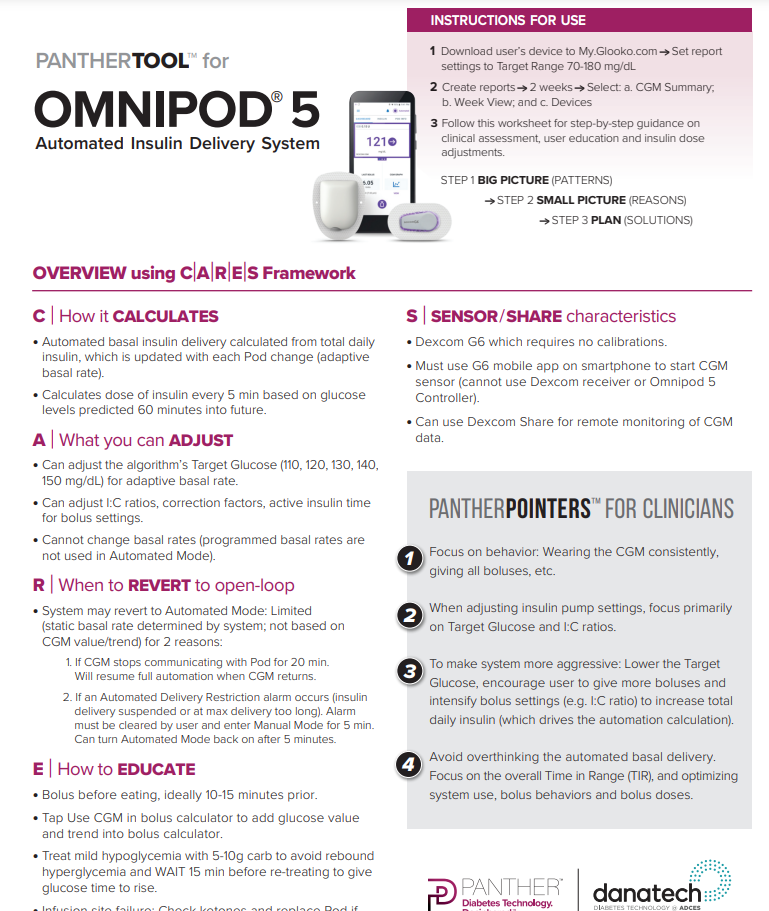 PANTHERTOOL™ for
OMNIPOD® 5
Automated Insulin Delivery System
INSTRUCTIONS FOR USE
1 Download user's device to My.Glooko.com ➔ Set report
settings to Target Range 70-180 mg/dL
2 Create reports ➔ 2 weeks ➔ Select: a. CGM Summary;
b. Week View; and c. Devices
3 Follow this worksheet for step-by-step guidance on
clinical assessment, user education and insulin dose
adjustments.
STEP 1 BIG PICTURE (PATTERNS)
➔ STEP 2 SMALL PICTURE (REASONS)
➔ STEP 3 PLAN (SOLUTIONS)
121
5.05
OVERVIEW using C|A|R|E|S Framework
C | How it CALCULATES
• Automated basal insulin delivery calculated from total daily
insulin, which is updated with each Pod change (adaptive
basal rate).
• Calculates dose of insulin every 5 min based on glucose
levels predicted 60 minutes into future.
A | What you can ADJUST
• Can adjust the algorithm's Target Glucose (110, 120, 130, 140,
150 mg/dL) for adaptive basal rate.
• Can adjust I:C ratios, correction factors, active insulin time
for bolus settings.
• Cannot change basal rates (programmed basal rates are
not used in Automated Mode).
R | When to REVERT to open-loop
• System may revert to Automated Mode: Limited
(static basal rate determined by system; not based on
CGM value/trend) for 2 reasons:
1. If CGM stops communicating with Pod for 20 min.
Will resume full automation when CGM returns.
2. If an Automated Delivery Restriction alarm occurs (insulin
delivery suspended or at max delivery too long). Alarm
must be cleared by user and enter Manual Mode for 5 min.
Can turn Automated Mode back on after 5 minutes.
E | How to EDUCATE
• Bolus before eating, ideally 10-15 minutes prior.
• Tap Use CGM in bolus calculator to add glucose value
and trend into bolus calculator.
• Treat mild hypoglycemia with 5-10g carb to avoid rebound
hyperglycemia and WAIT 15 min before re-treating to give
glucose time to rise.
• Infusion site failure: Check ketones and replace Pod if
S | SENSOR/SHARE characteristics
• Dexcom G6 which requires no calibrations.
• Must use G6 mobile app on smartphone to start CGM
sensor (cannot use Dexcom receiver or Omnipod 5
Controller).
• Can use Dexcom Share for remote monitoring of CGM
data.
PANTHERPOINTERS™ FOR CLINICIANS
1 Focus on behavior: Wearing the CGM consistently,
giving all boluses, etc.
2 When adjusting insulin pump settings, focus primarily
on Target Glucose and I:C ratios.
3 To make system more aggressive: Lower the Target
Glucose, encourage user to give more boluses and
intensify bolus settings (e.g. I:C ratio) to increase total
daily insulin (which drives the automation calculation).
4 Avoid overthinking the automated basal delivery.
Focus on the overall Time in Range (TIR), and optimizing
system use, bolus behaviors and bolus doses.
PANTHER
Diabetes Technology.
danatech
DIABETES TECHNOLOGY @ ADCES